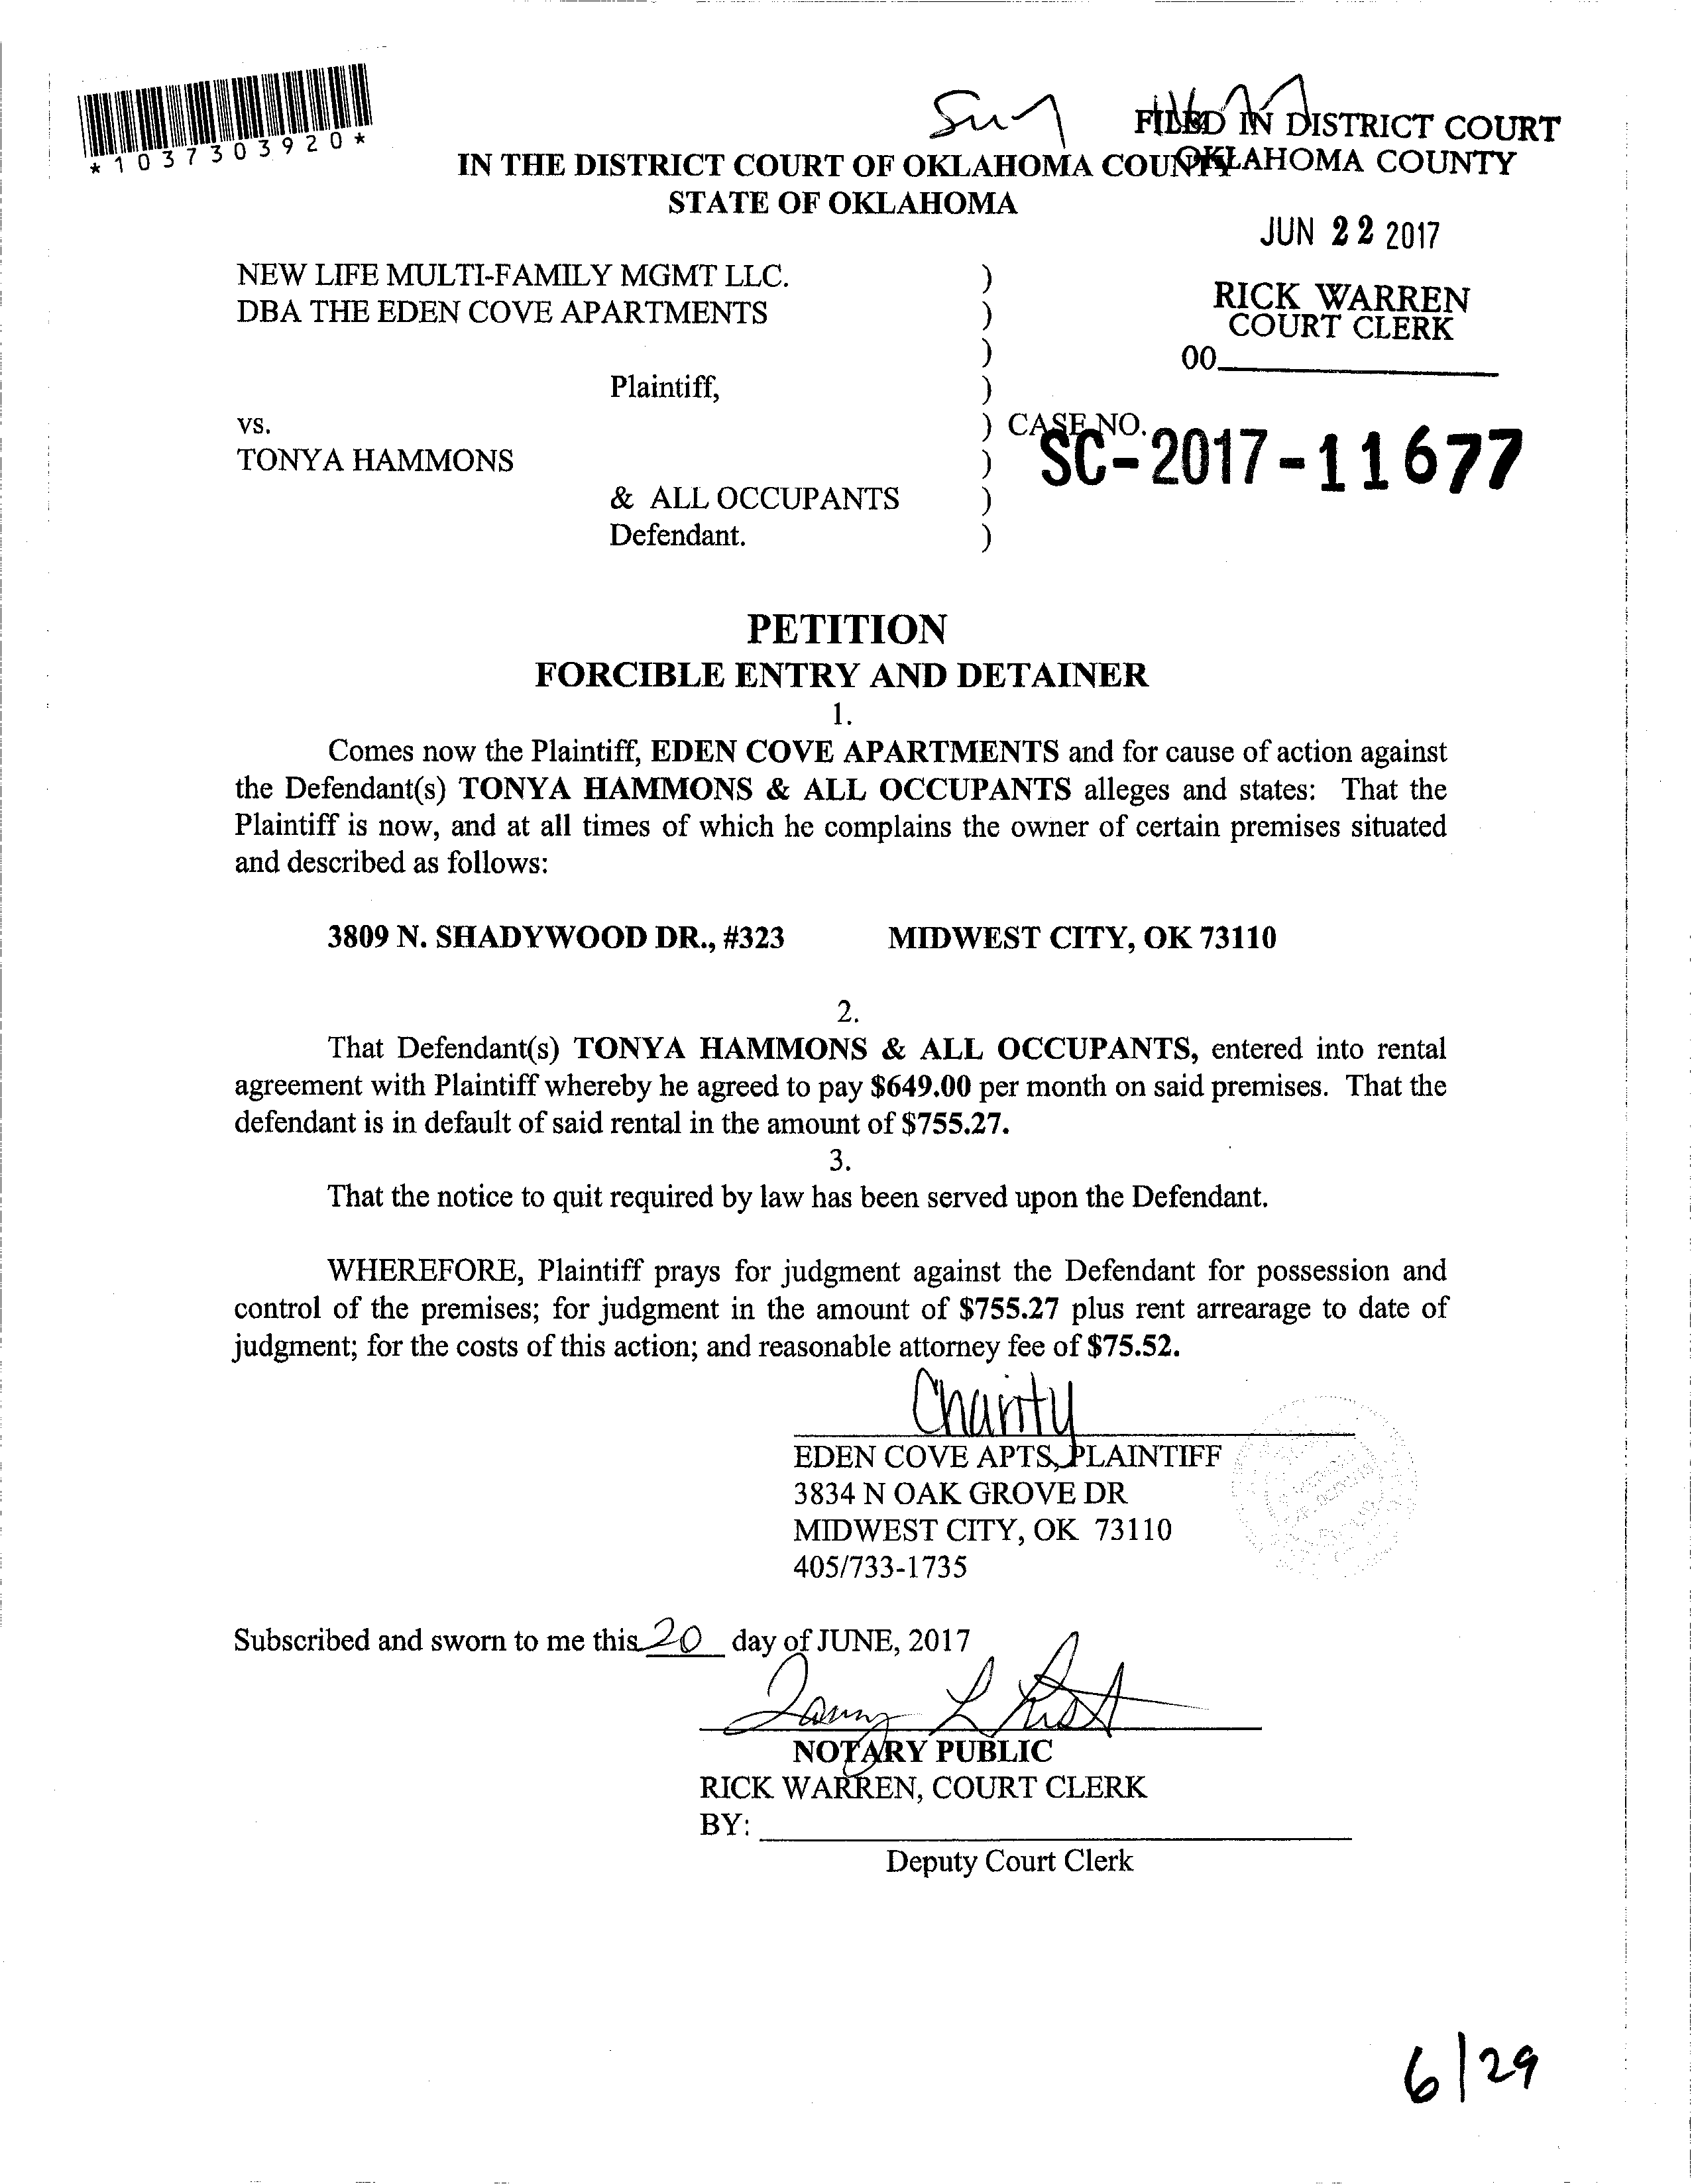 *1037303920*
FILED IN DISTRICT COURT
OKLAHOMA COUNTY
IN THE DISTRICT COURT OF OKLAHOMA COUNTY
STATE OF OKLAHOMA
JUN 22 2017
NEW LIFE MULTI-FAMILY MGMT LLC. )
DBA THE EDEN COVE APARTMENTS )
RICK WARREN
COURT CLERK
)
00
Plaintiff, )
vs. ) CASE NO.
SC-2017-11677
TONYA HAMMONS )
& ALL OCCUPANTS )
Defendant. )
PETITION
FORCIBLE ENTRY AND DETAINER
1.
Comes now the Plaintiff, EDEN COVE APARTMENTS and for cause of action against
the Defendant(s) TONYA HAMMONS & ALL OCCUPANTS alleges and states: That the
Plaintiff is now, and at all times of which he complains the owner of certain premises situated
and described as follows:
3809 N. SHADYWOOD DR., #323 MIDWEST CITY, OK 73110
2.
That Defendant(s) TONYA HAMMONS & ALL OCCUPANTS, entered into rental
agreement with Plaintiff whereby he agreed to pay $649.00 per month on said premises. That the
defendant is in default of said rental in the amount of $755.27.
3.
That the notice to quit required by law has been served upon the Defendant.
WHEREFORE, Plaintiff prays for judgment against the Defendant for possession and
control of the premises; for judgment in the amount of $755.27 plus rent arrearage to date of
judgment; for the costs of this action; and reasonable attorney fee of $75.52.
Charity
EDEN COVE APTS, PLAINTIFF
3834 N OAK GROVE DR
MIDWEST CITY, OK 73110
405/733-1735
Subscribed and sworn to me this 20 day of JUNE, 2017
NOTARY PUBLIC
RICK WARREN, COURT CLERK
BY:
Deputy Court Clerk
6/29